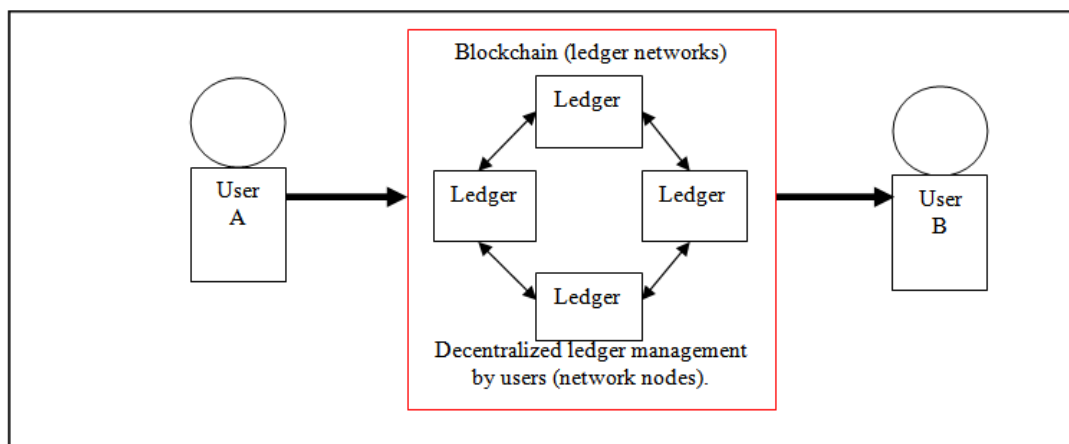 Blockchain (ledger networks)
Ledger
User
A
Ledger
Ledger
User
B
Ledger
Decentralized ledger management
by users (network nodes).